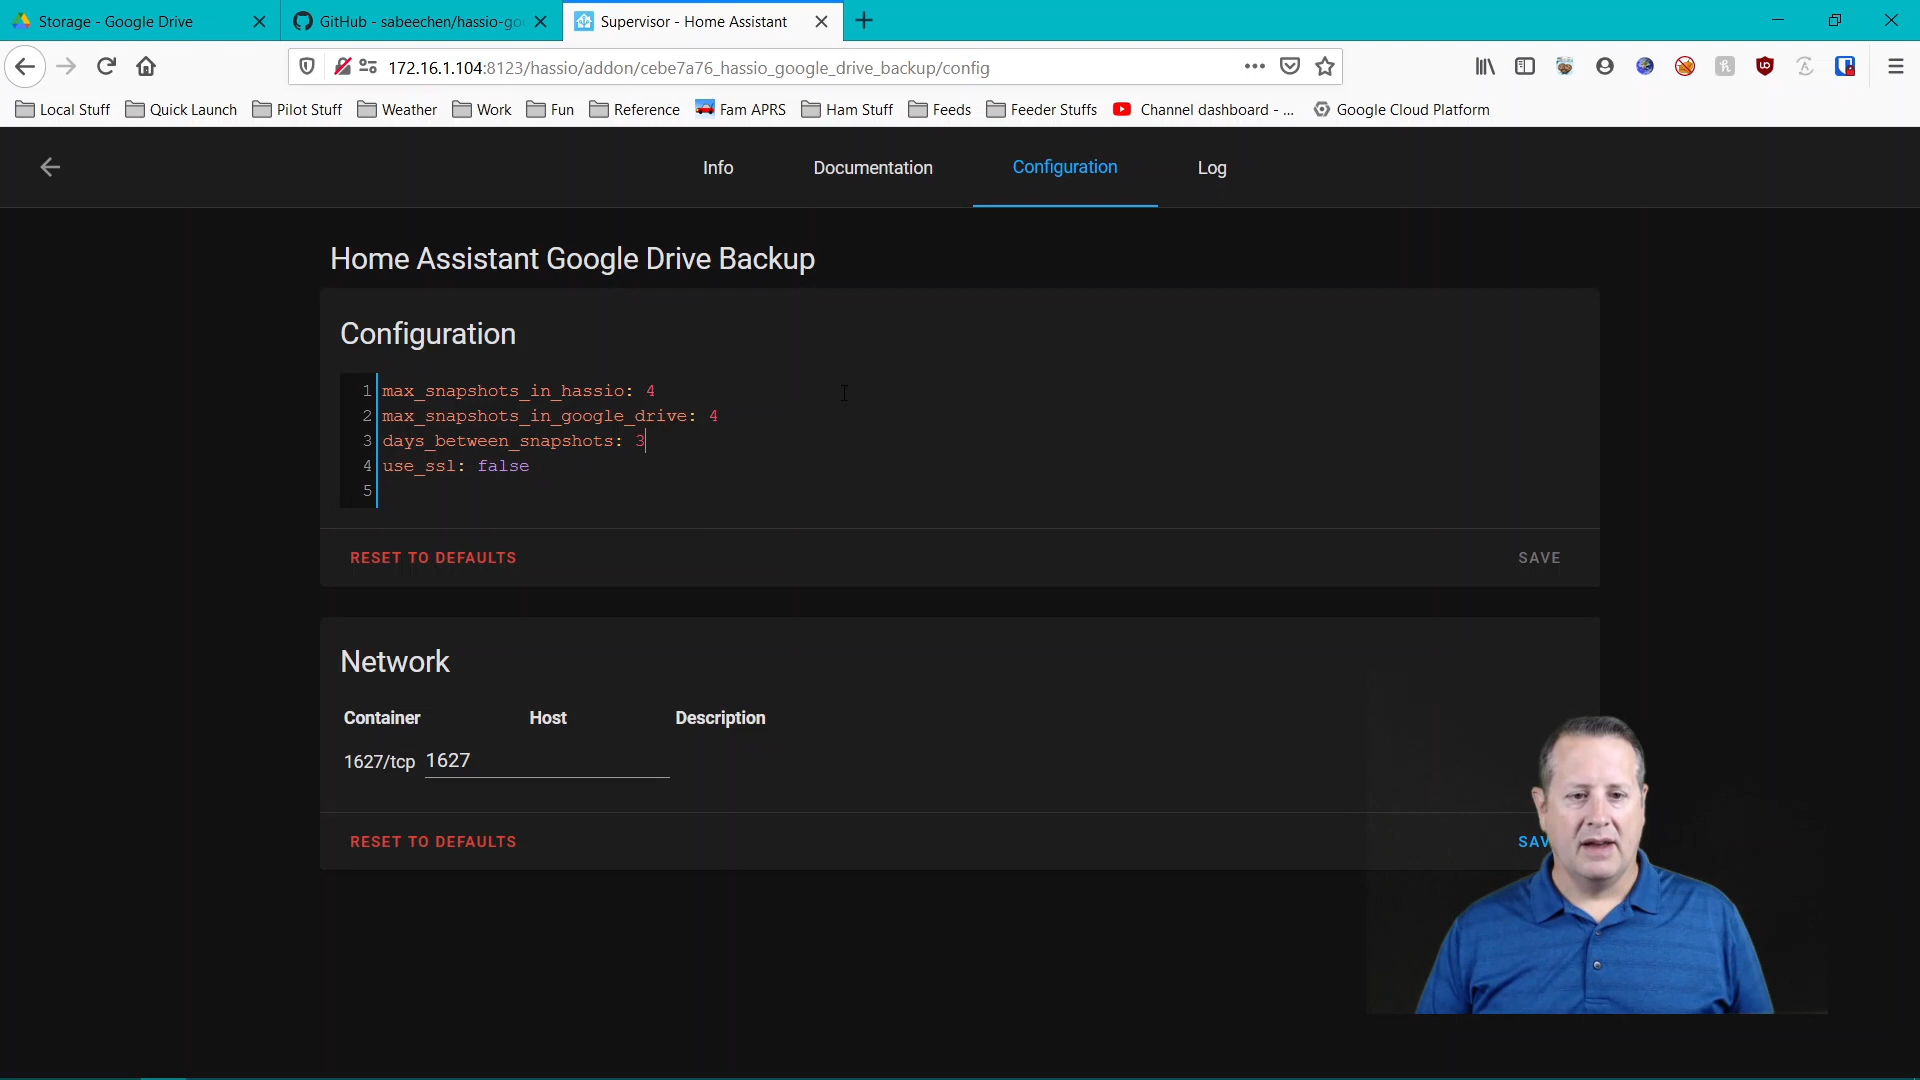 Storage - Google Drive
GitHub - sabeechen/hassio-goo
Supervisor - Home Assistant
172.16.1.104:8123/hassio/addon/cebe7a76_hassio_google_drive_backup/config
Local Stuff
Quick Launch
Pilot Stuff
Weather
Work
Fun
Reference
Fam APRS
Ham Stuff
Feeds
Feeder Stuffs
Channel dashboard - ...
Google Cloud Platform
Info
Documentation
Configuration
Log
Home Assistant Google Drive Backup
Configuration
1 max_snapshots_in_hassio: 4
2 max_snapshots_in_google_drive: 4
3 days_between_snapshots: 3
4 use_ssl: false
5
RESET TO DEFAULTS
SAVE
Network
Container Host Description
1627/tcp 1627
RESET TO DEFAULTS
SAV